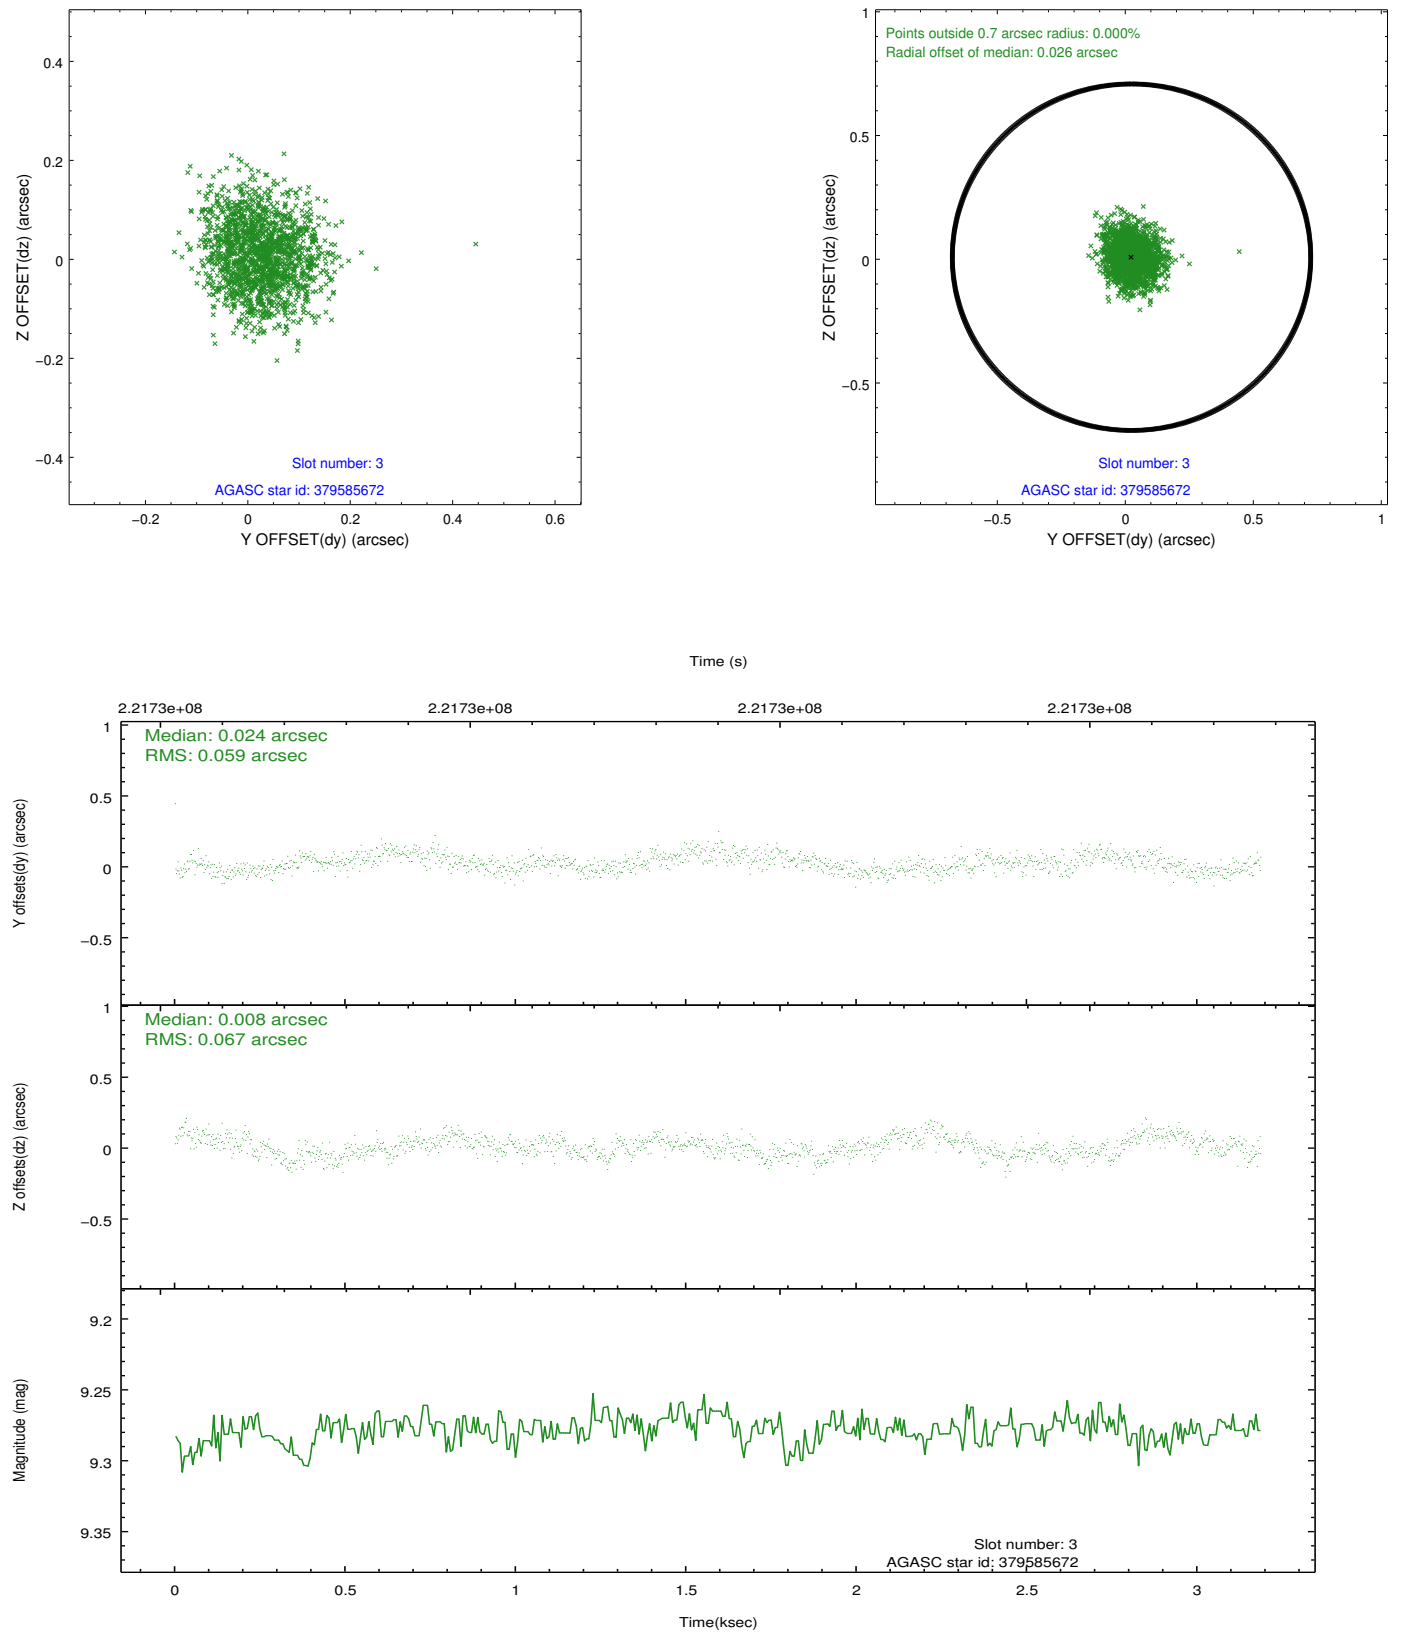 0.4
0.2
0
−0.2
−0.4
Z OFFSET(dz) (arcsec)
Slot number: 3
AGASC star id: 379585672
−0.2 0 0.2 0.4 0.6
Y OFFSET(dy) (arcsec)
Points outside 0.7 arcsec radius: 0.000%
Radial offset of median: 0.026 arcsec
1
0.5
0
−0.5
Z OFFSET(dz) (arcsec)
Slot number: 3
AGASC star id: 379585672
−0.5 0 0.5 1
Y OFFSET(dy) (arcsec)
Time (s)
2.2173e+08 2.2173e+08 2.2173e+08 2.2173e+08
Median: 0.024 arcsec
RMS: 0.059 arcsec
1
0.5
0
−0.5
Y offsets(dy) (arcsec)
Median: 0.008 arcsec
RMS: 0.067 arcsec
1
0.5
0
−0.5
Z offsets(dz) (arcsec)
9.2
9.25
9.3
9.35
Magnitude (mag)
Slot number: 3
AGASC star id: 379585672
0 0.5 1 1.5 2 2.5 3
Time(ksec)